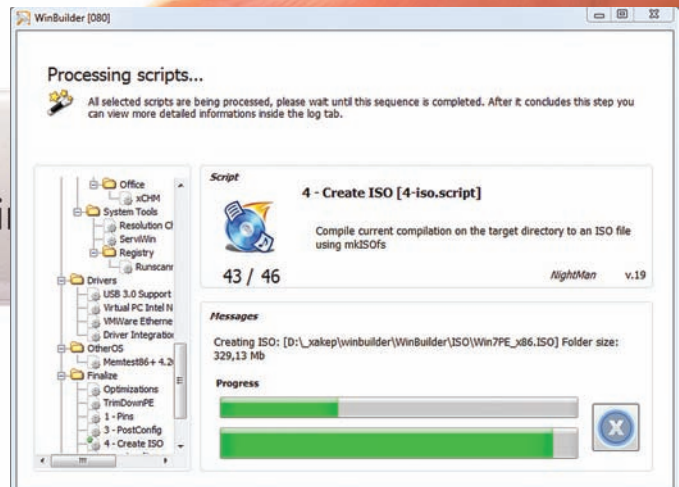 WinBuilder [080]
Processing scripts...
All selected scripts are being processed, please wait until this sequence is completed. After it concludes this step you
can view more detailed informations inside the log tab.
Office
xCHM
System Tools
Resolution Cl
ServiWin
Registry
Runscanr
Drivers
USB 3.0 Support
Virtual PC Intel N
VMWare Etherne
Driver Integration
OtherOS
Memtest86+ 4.20
Finalize
Optimizations
TrimDownPE
1 - Pins
3 - PostConfig
4 - Create ISO
Script
4 - Create ISO [4-iso.script]
Compile current compilation on the target directory to an ISO file
using mkISOfs
43 / 46
NightMan v.19
Messages
Creating ISO: [D:\_xakep\winbuilder\WinBuilder\ISO\Win7PE_x86.ISO] Folder size:
329,13 Mb
Progress